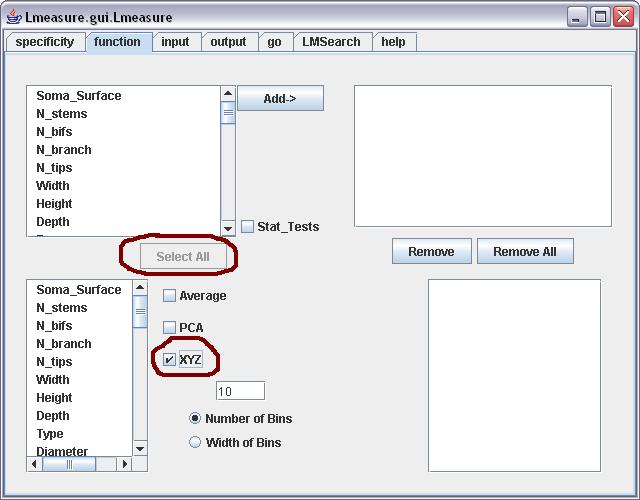 Lmeasure.gui.Lmeasure
specificity function input output go LMSearch help
Soma_Surface
N_stems
N_bifs
N_branch
N_tips
Width
Height
Depth
Add->
Stat_Tests
Select All
Remove Remove All
Soma_Surface
N_stems
N_bifs
N_branch
N_tips
Width
Height
Depth
Type
Diameter
Average
PCA
XYZ
10
Number of Bins
Width of Bins